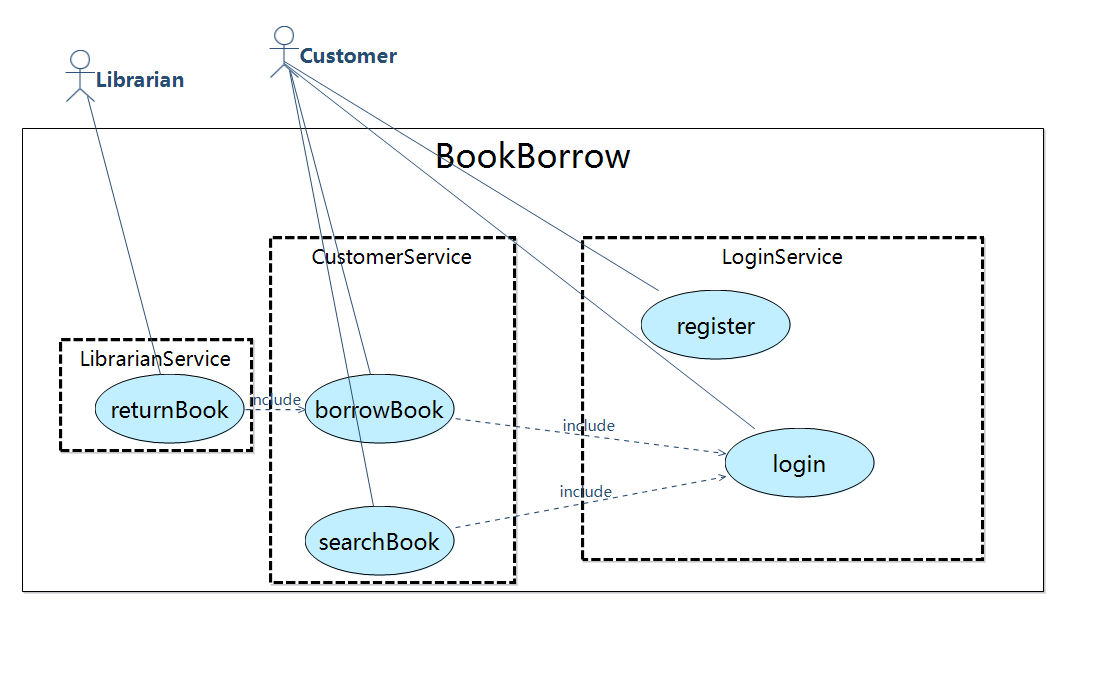 Customer
Librarian
BookBorrow
CustomerService
LoginService
register
LibrarianService
returnBook
include
borrowBook
include
login
include
searchBook